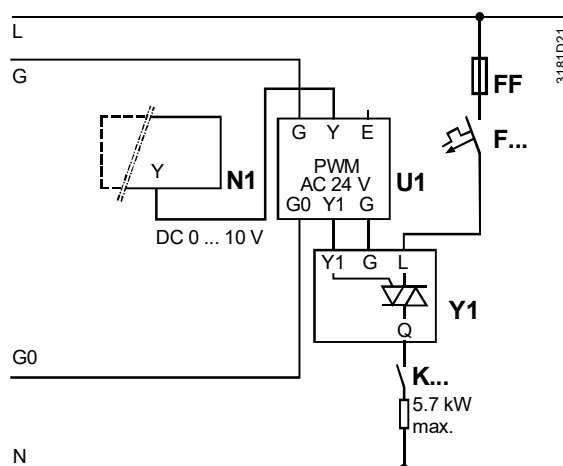 L
G
3181D21
FF
F...
G Y E
PWM
AC 24 V
G0 Y1 G
U1
Y
N1
DC 0 ... 10 V
Y1 G L
Y1
Q
G0
K...
5.7 kW
max.
N